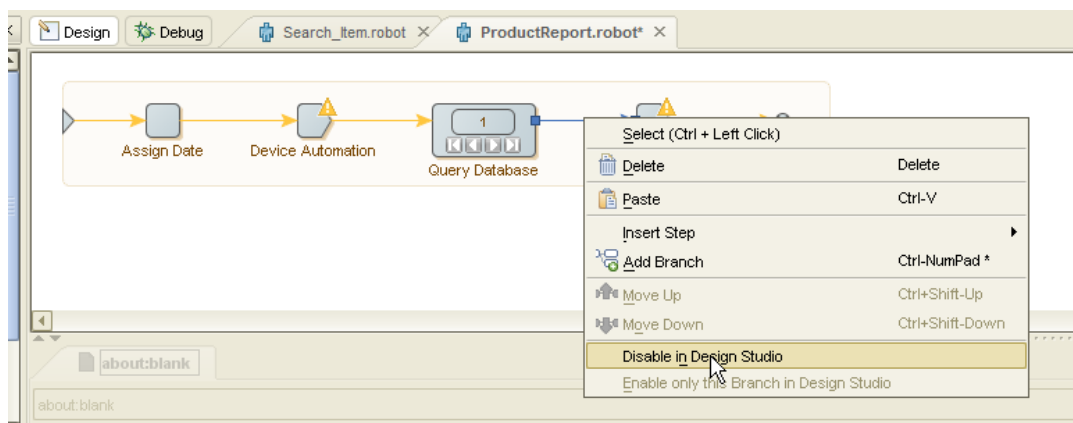 Design Debug Search_Item.robot ProductReport.robot*
1
Assign Date Device Automation
Query Database
Select (Ctrl + Left Click)
Delete Delete
Paste Ctrl-V
Insert Step
Add Branch Ctrl-NumPad *
Move Up Ctrl+Shift-Up
Move Down Ctrl+Shift-Down
Disable in Design Studio
Enable only this Branch in Design Studio
about:blank
about:blank